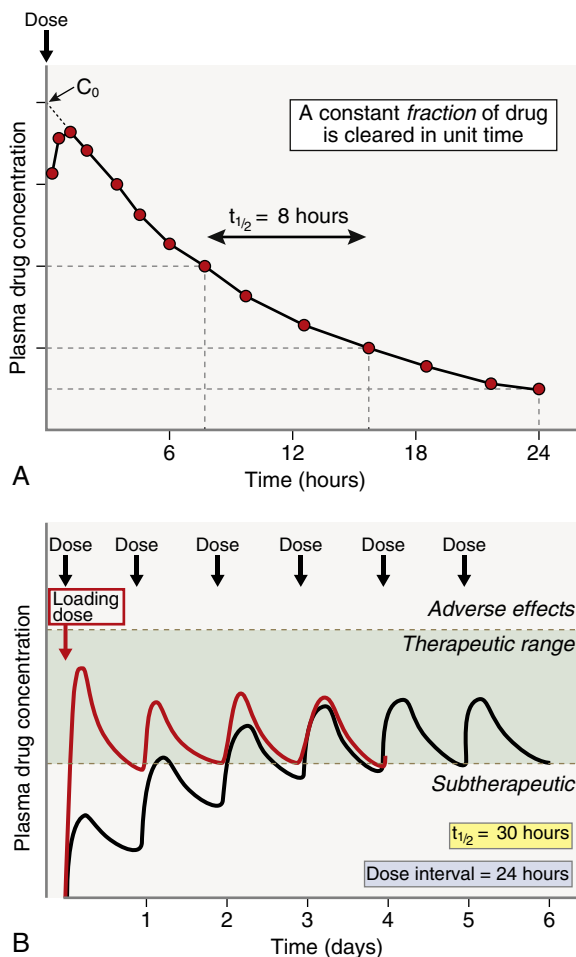 Dose
C0
A constant fraction of drug
is cleared in unit time
t1/2 = 8 hours
Plasma drug concentration
6
12
18
24
Time (hours)
A
Dose
Dose
Dose
Dose
Dose
Dose
Loading
dose
Adverse effects
Therapeutic range
Plasma drug concentration
Subtherapeutic
t1/2 = 30 hours
Dose interval = 24 hours
1
2
3
4
5
6
Time (days)
B